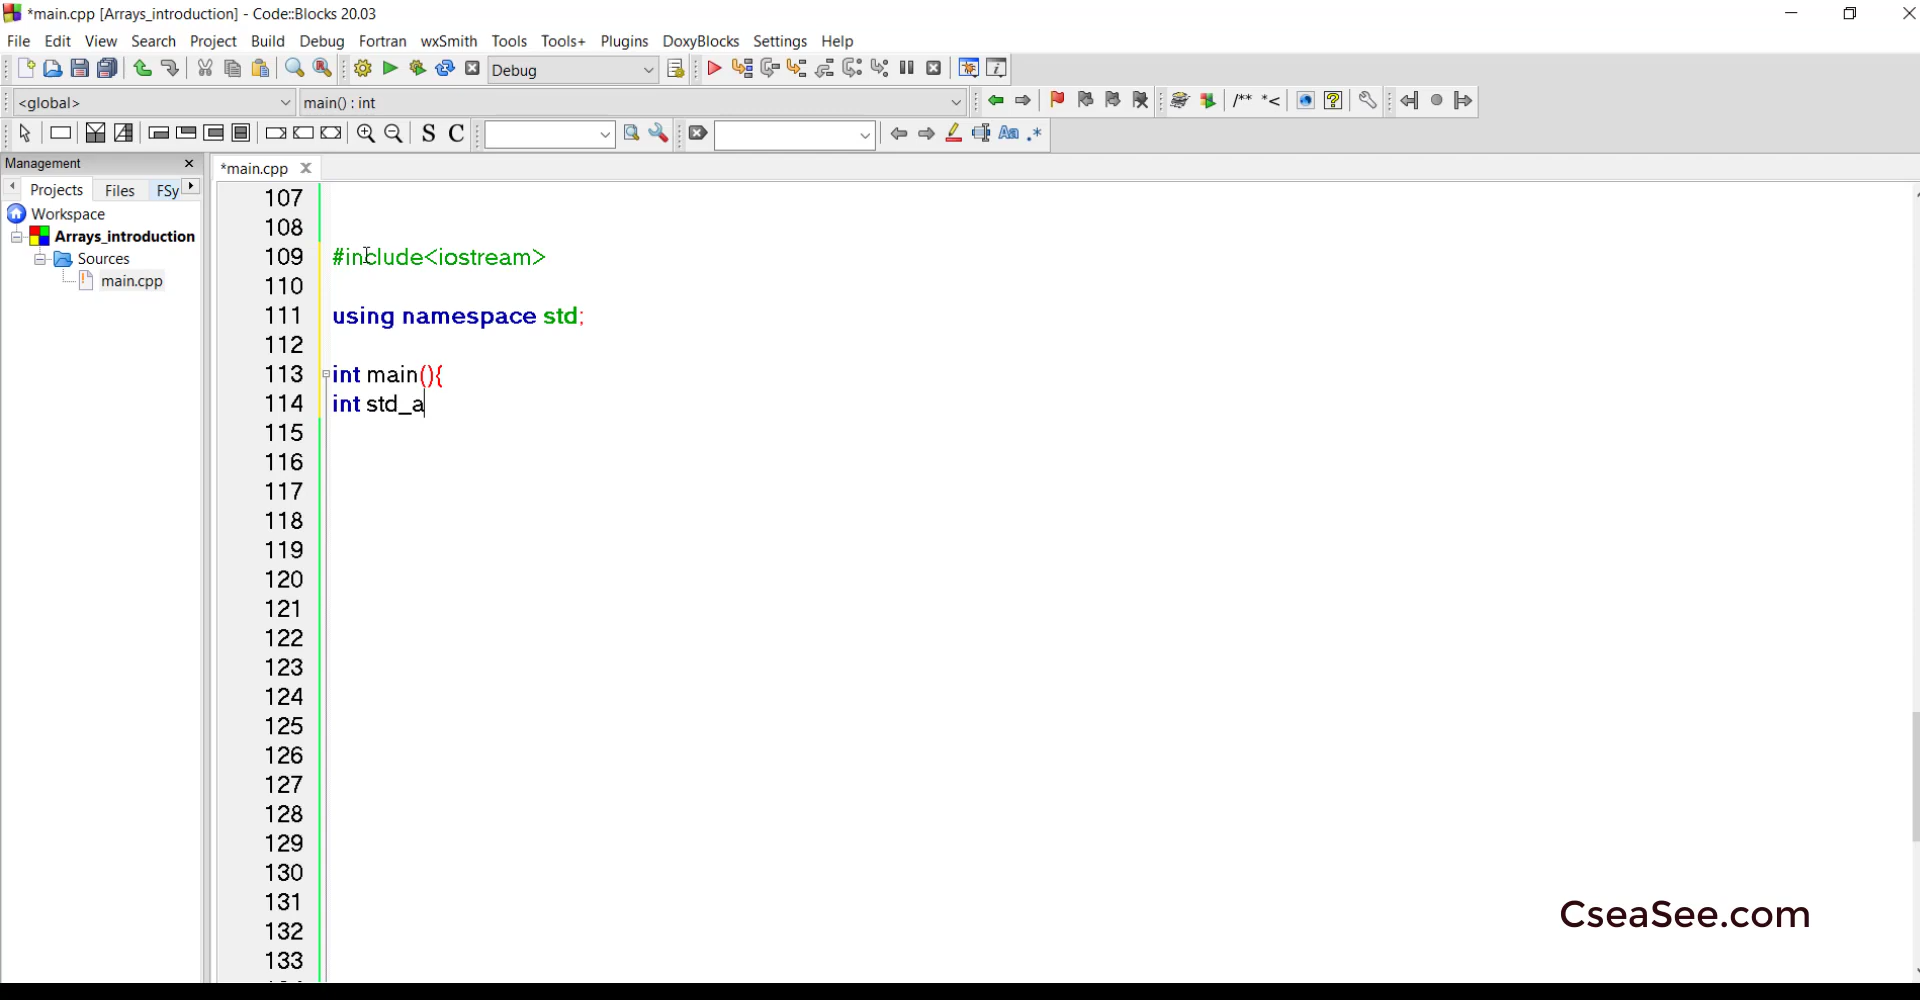 *main.cpp [Arrays_introduction] - Code::Blocks 20.03
File Edit View Search Project Build Debug Fortran wxSmith Tools Tools+ Plugins DoxyBlocks Settings Help
Debug
<global> main() : int /** *<
S C Aa .*
Management
*main.cpp
Projects Files FSy
Workspace
Arrays_introduction
Sources
main.cpp
107
108
109 #include<iostream>
110
111 using namespace std;
112
113 int main(){
114 int std_a
115
116
117
118
119
120
121
122
123
124
125
126
127
128
129
130
131
132
133
CseaSee.com